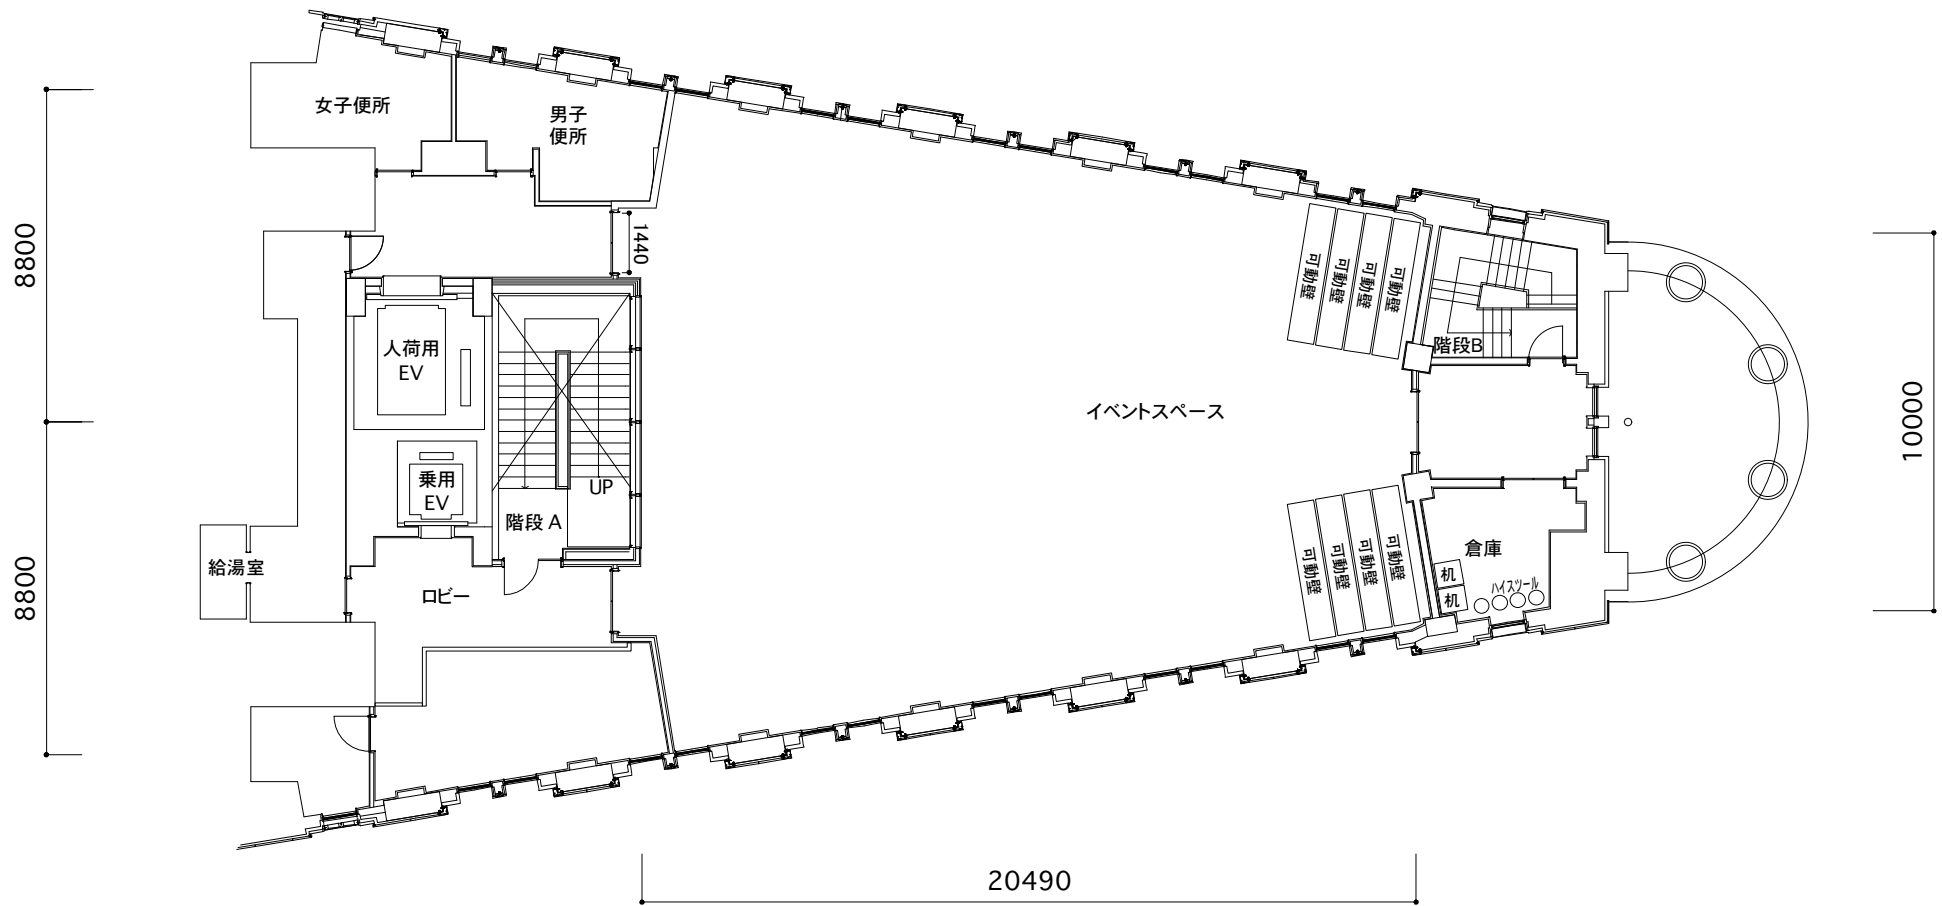 女子便所
男子
便所
8800
1440
可動壁
可動壁
可動壁
可動壁
階段B
人荷用
EV
イベントスペース
10000
乗用
EV
UP
階段 A
8800
給湯室
ロビー
可動壁
可動壁
可動壁
可動壁
倉庫
机
机
ハイスツール
20490